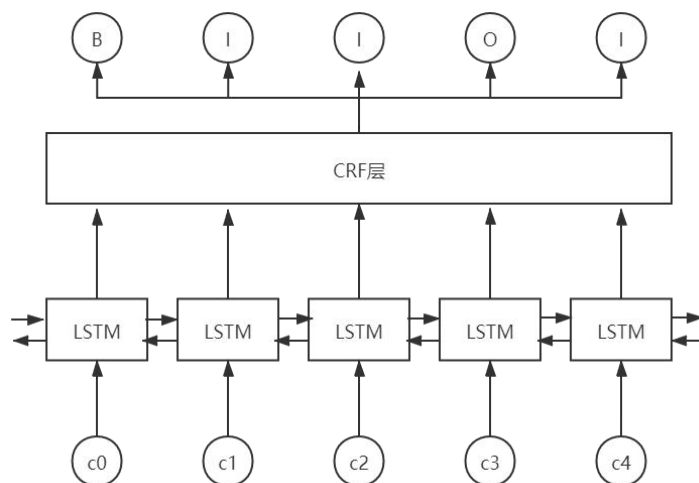 B I I O I
CRF层
LSTM LSTM LSTM LSTM LSTM
c0 c1 c2 c3 c4